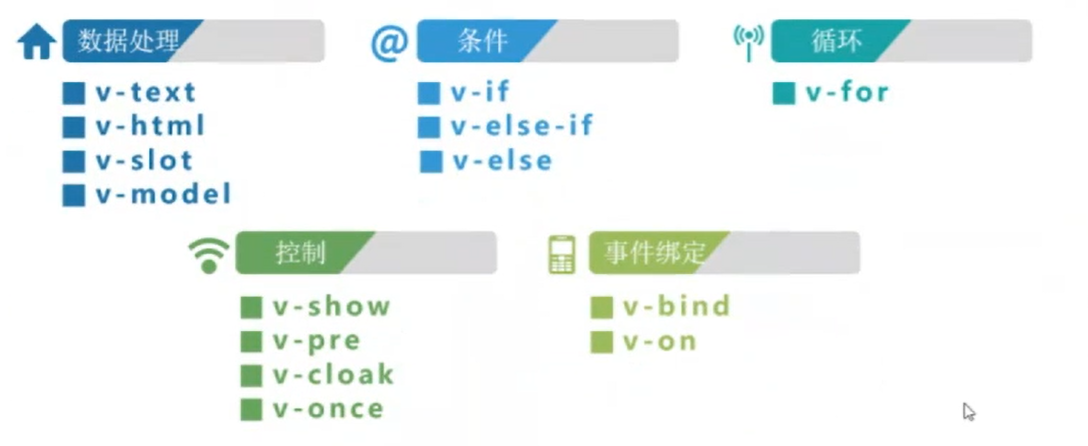 数据处理
v-text
v-html
v-slot
v-model
@ 条件
v-if
v-else-if
v-else
循环
v-for
控制
v-show
v-pre
v-cloak
v-once
事件绑定
v-bind
v-on